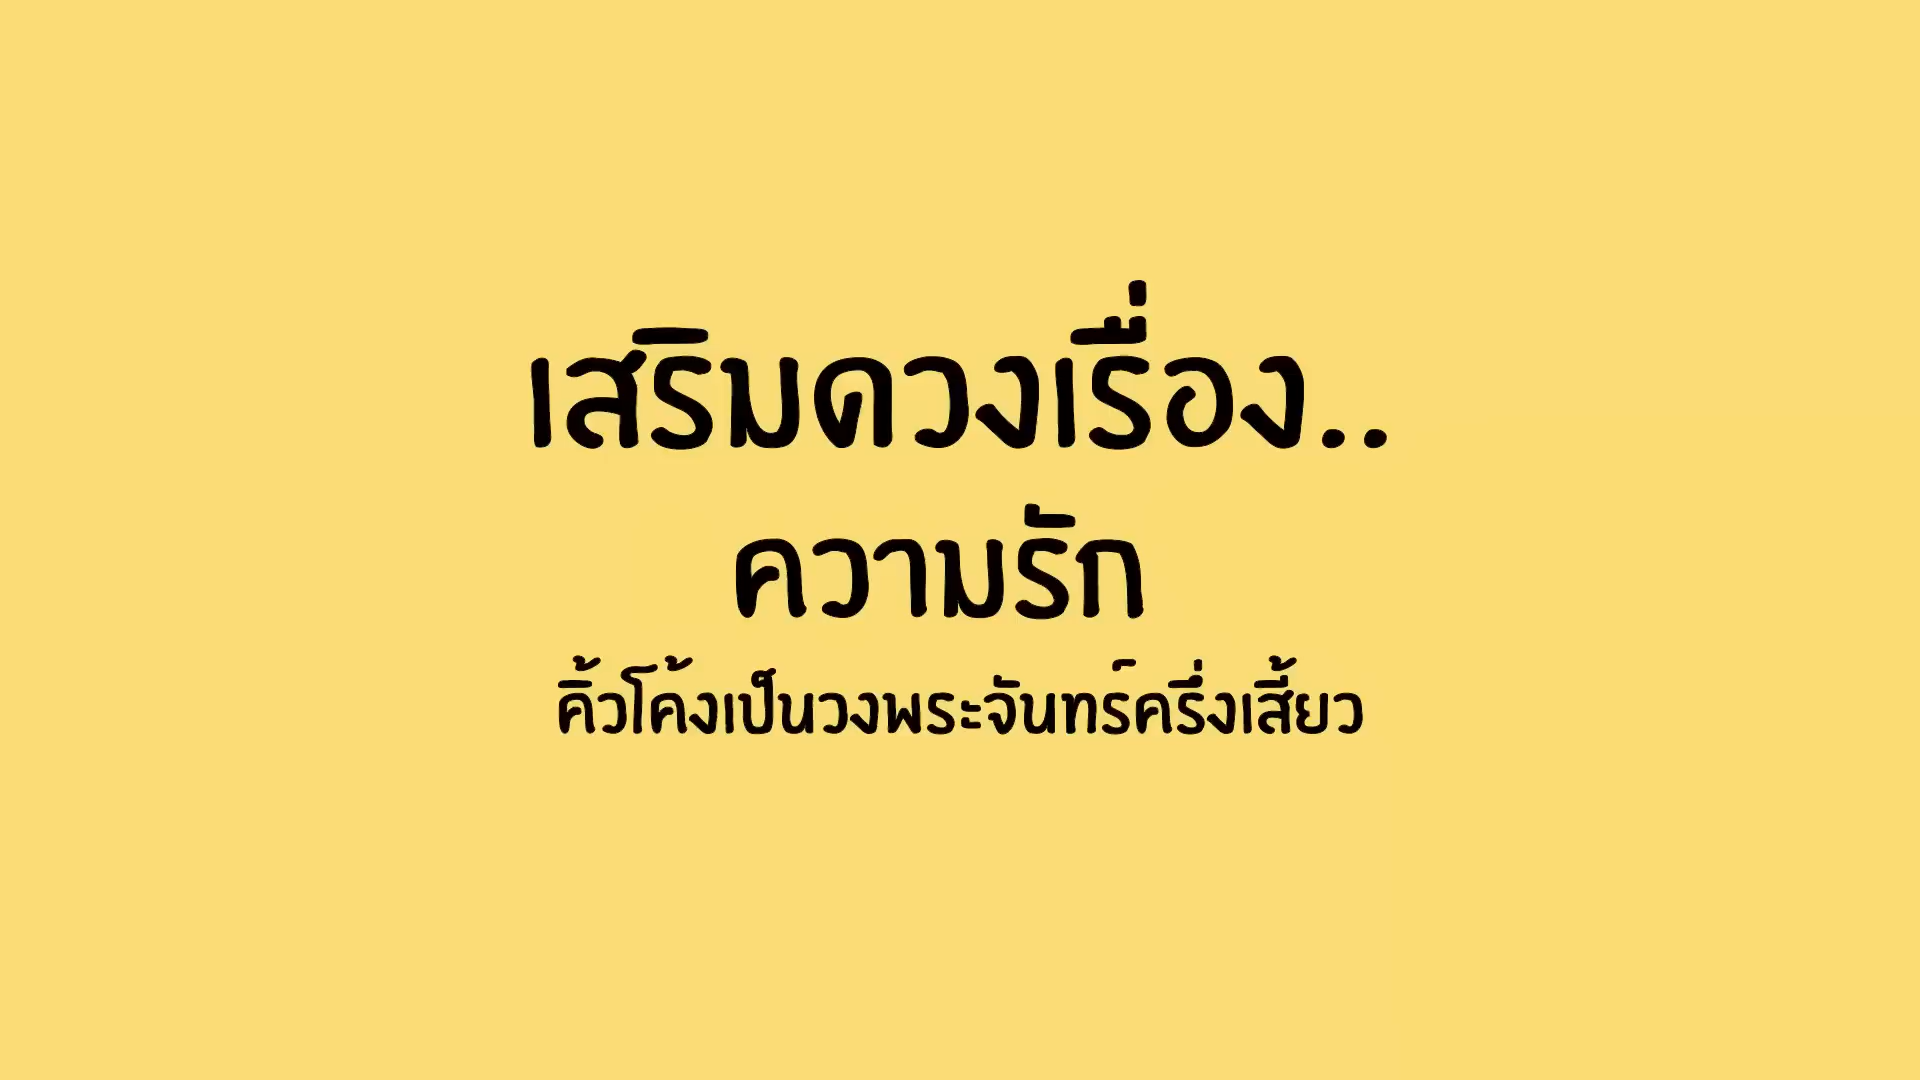 เสริมดวงเรื่อง..
ความรัก
คิ้วโค้งเป็นวงพระจันทร์ครึ่งเสี้ยว